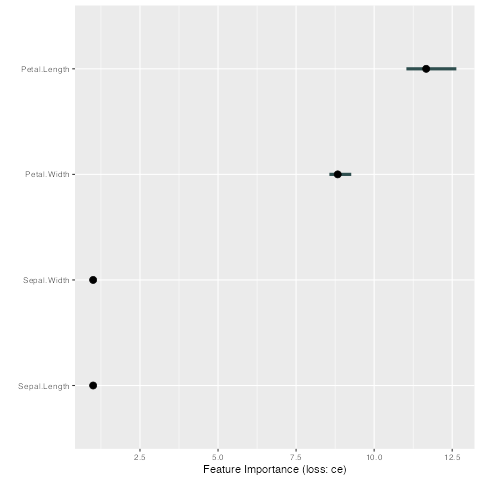 Petal.Length
Petal.Width
Sepal.Width
Sepal.Length
2.5 5.0 7.5 10.0 12.5
Feature Importance (loss: ce)